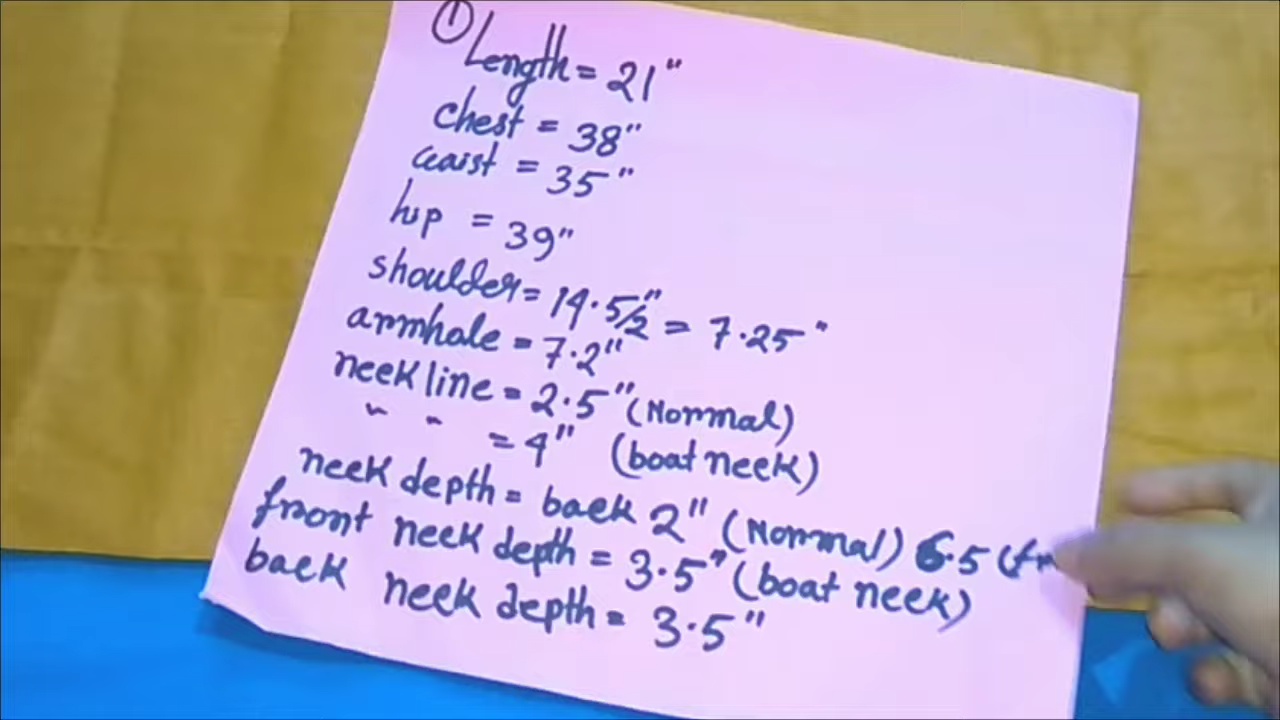 ① Length = 21"
chest = 38"
waist = 35"
hip = 39"
shoulder = 14.5/2" = 7.25"
armhale = 7.2"
neck line = 2.5" (Normal)
" " = 4" (boat neck)
neck depth = back 2" (Normal) 6.5 (
front neck depth = 3.5" (boat neck)
back neck depth = 3.5"